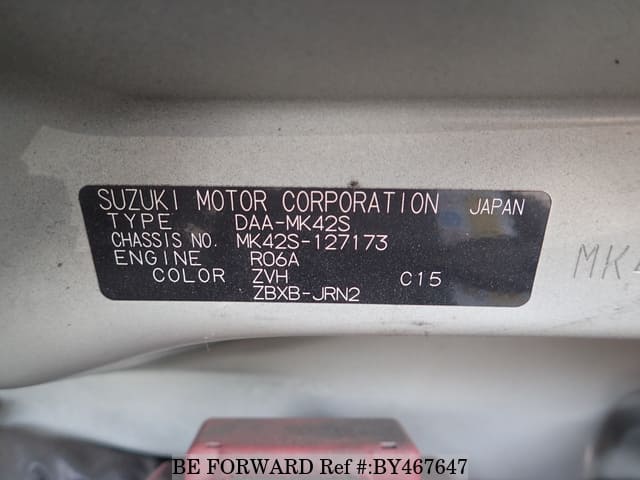 SUZUKI MOTOR CORPORATION JAPAN
TYPE DAA-MK42S
CHASSIS NO. MK42S-127173
ENGINE R06A
COLOR ZVH C15
ZBXB-JRN2
MK4
BE FORWARD Ref #:BY467647